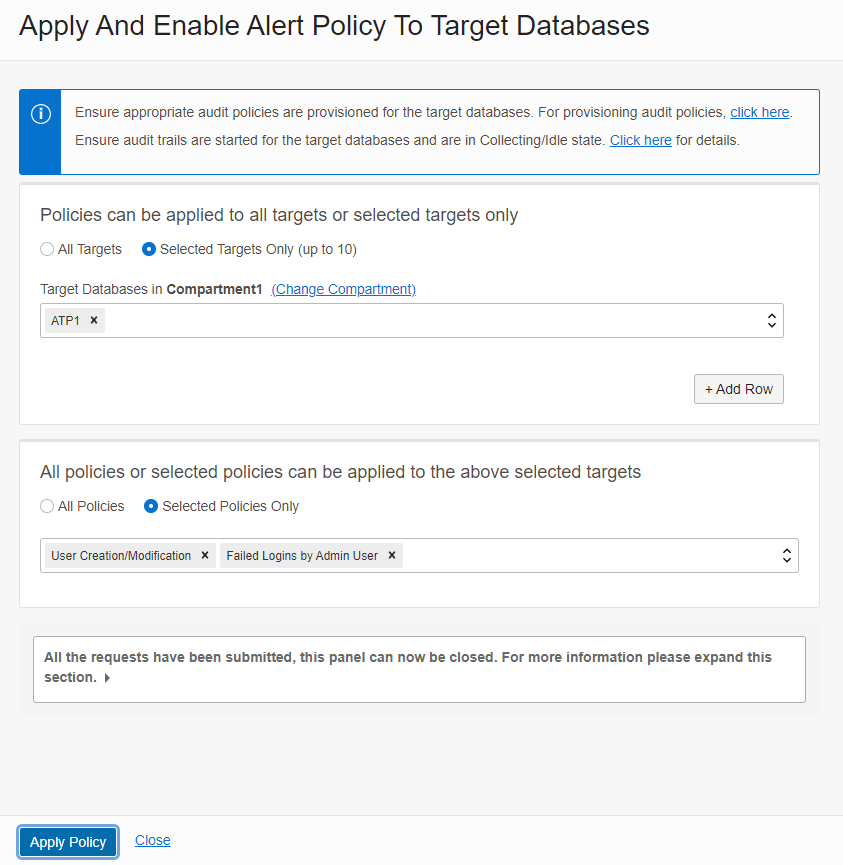 Apply And Enable Alert Policy To Target Databases
Ensure appropriate audit policies are provisioned for the target databases. For provisioning audit policies, click here.
Ensure audit trails are started for the target databases and are in Collecting/Idle state. Click here for details.
Policies can be applied to all targets or selected targets only
All Targets Selected Targets Only (up to 10)
Target Databases in Compartment1 (Change Compartment)
ATP1 ×
+ Add Row
All policies or selected policies can be applied to the above selected targets
All Policies Selected Policies Only
User Creation/Modification × Failed Logins by Admin User ×
All the requests have been submitted, this panel can now be closed. For more information please expand this
section.
Apply Policy Close